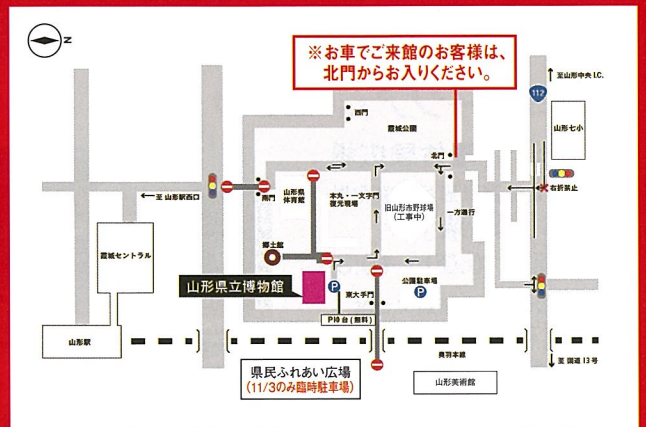 N
※お車でご来館のお客様は、
北門からお入りください。
至山形中央 I.C.
112
山形七小
西門
霞城公園
北門
右折禁止
至 山形駅西口
南門
山形県
体育館
本丸・一文字門
復元現場
旧山形市野球場
(工事中)
一方通行
霞城セントラル
郷土館
山形県立博物館
P
東大手門
公園駐車場
P
P10台(無料)
山形駅
奥羽本線
至 国道13号
県民ふれあい広場
(11/3のみ臨時駐車場)
山形美術館